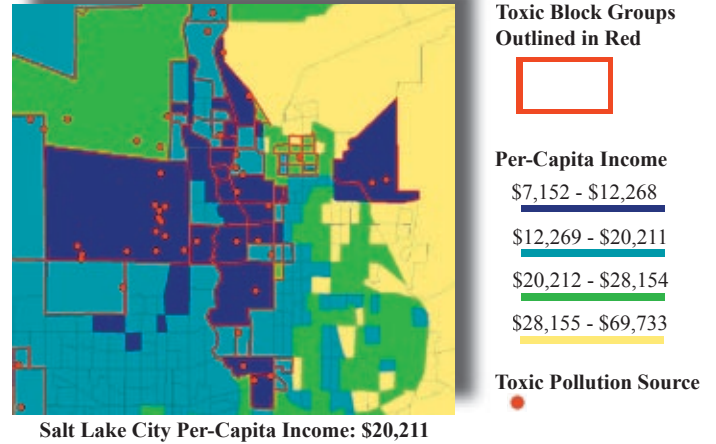 Toxic Block Groups
Outlined in Red
Per-Capita Income
$7,152 - $12,268
$12,269 - $20,211
$20,212 - $28,154
$28,155 - $69,733
Toxic Pollution Source
Salt Lake City Per-Capita Income: $20,211